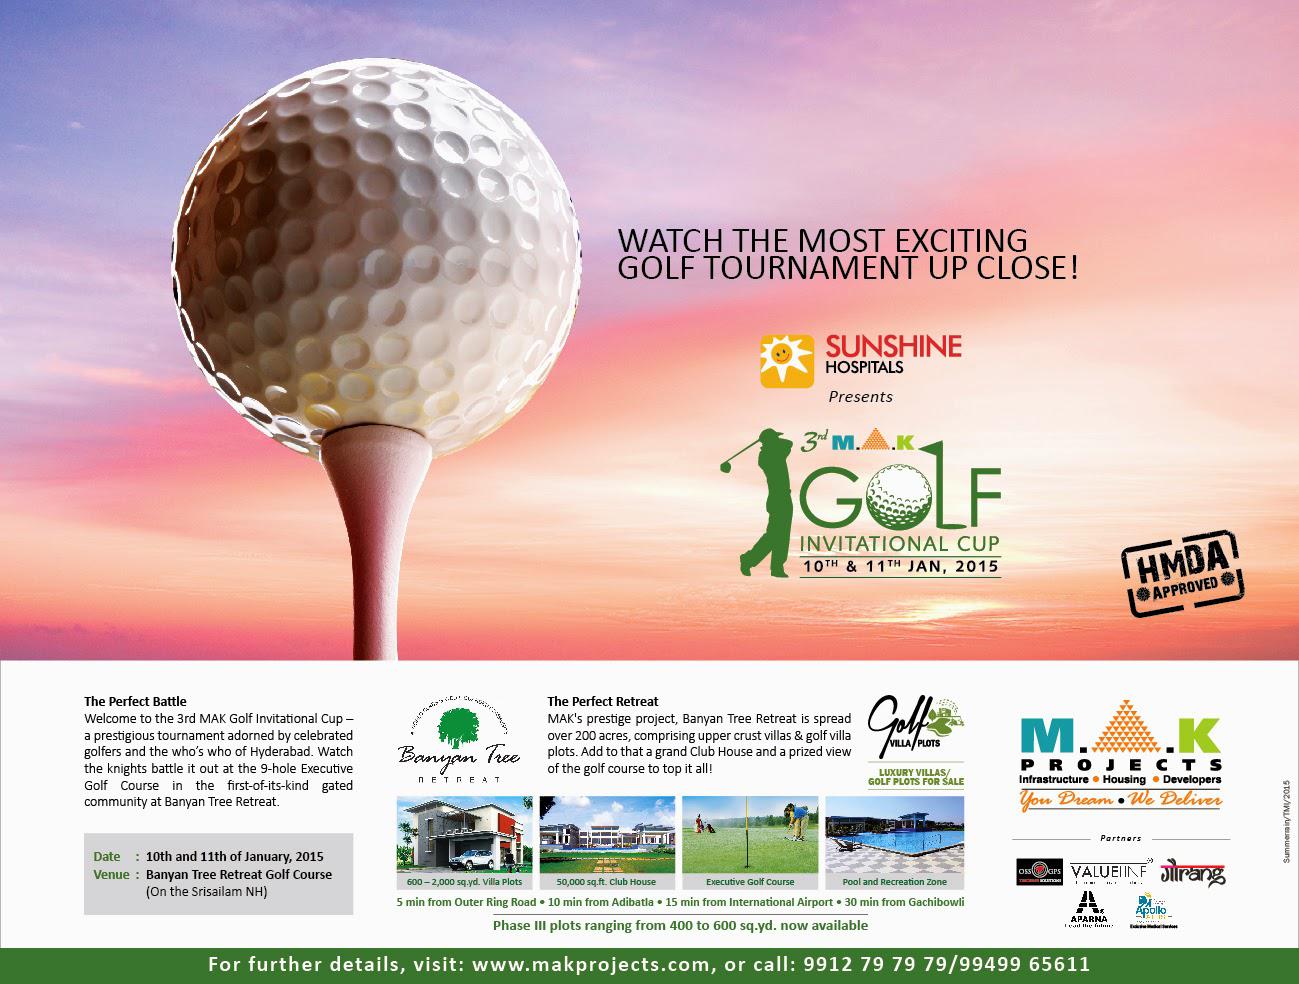 WATCH THE MOST EXCITING
GOLF TOURNAMENT UP CLOSE!
SUNSHINE
HOSPITALS
Presents
3rd M.A.K
GOLF
INVITATIONAL CUP
10TH & 11TH JAN, 2015
HMDA
APPROVED
The Perfect Battle
Welcome to the 3rd MAK Golf Invitational Cup –
a prestigious tournament adorned by celebrated
golfers and the who's who of Hyderabad. Watch
the knights battle it out at the 9-hole Executive
Golf Course in the first-of-its-kind gated
community at Banyan Tree Retreat.
Date : 10th and 11th of January, 2015
Venue : Banyan Tree Retreat Golf Course
(On the Srisailam NH)
Banyan Tree
RETREAT
The Perfect Retreat
MAK's prestige project, Banyan Tree Retreat is spread
over 200 acres, comprising upper crust villas & golf villa
plots. Add to that a grand Club House and a prized view
of the golf course to top it all!
Golf
VILLA PLOTS
LUXURY VILLAS/
GOLF PLOTS FOR SALE
600 – 2,000 sq.yd. Villa Plots
50,000 sq.ft. Club House
Executive Golf Course
Pool and Recreation Zone
5 min from Outer Ring Road • 10 min from Adibatla • 15 min from International Airport • 30 min from Gachibowli
Phase III plots ranging from 400 to 600 sq.yd. now available
M.A.K
PROJECTS
Infrastructure • Housing • Developers
You Dream • We Deliver
Partners
OSS GPS
VALUE INF
गोरंग
APARNA
Lead the future
Apollo
Exclusive Medical Services
For further details, visit: www.makprojects.com, or call: 9912 79 79 79/99499 65611